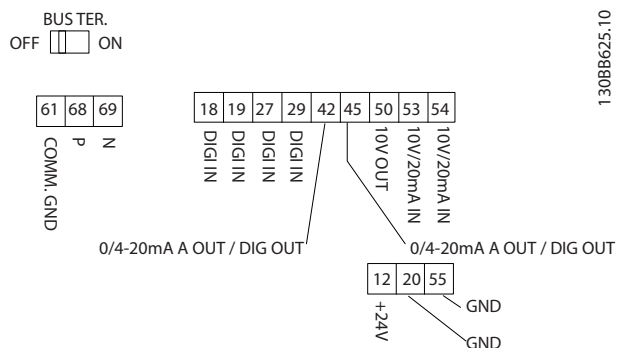 BUS TER.
OFF ON
130BB625.10
61 68 69
COMM. GND
P
N
18 19 27 29 42 45 50 53 54
DIGI IN
DIGI IN
DIGI IN
DIGI IN
10V OUT
10V/20mA IN
10V/20mA IN
0/4-20mA A OUT / DIG OUT
0/4-20mA A OUT / DIG OUT
12 20 55
+24V
GND
GND